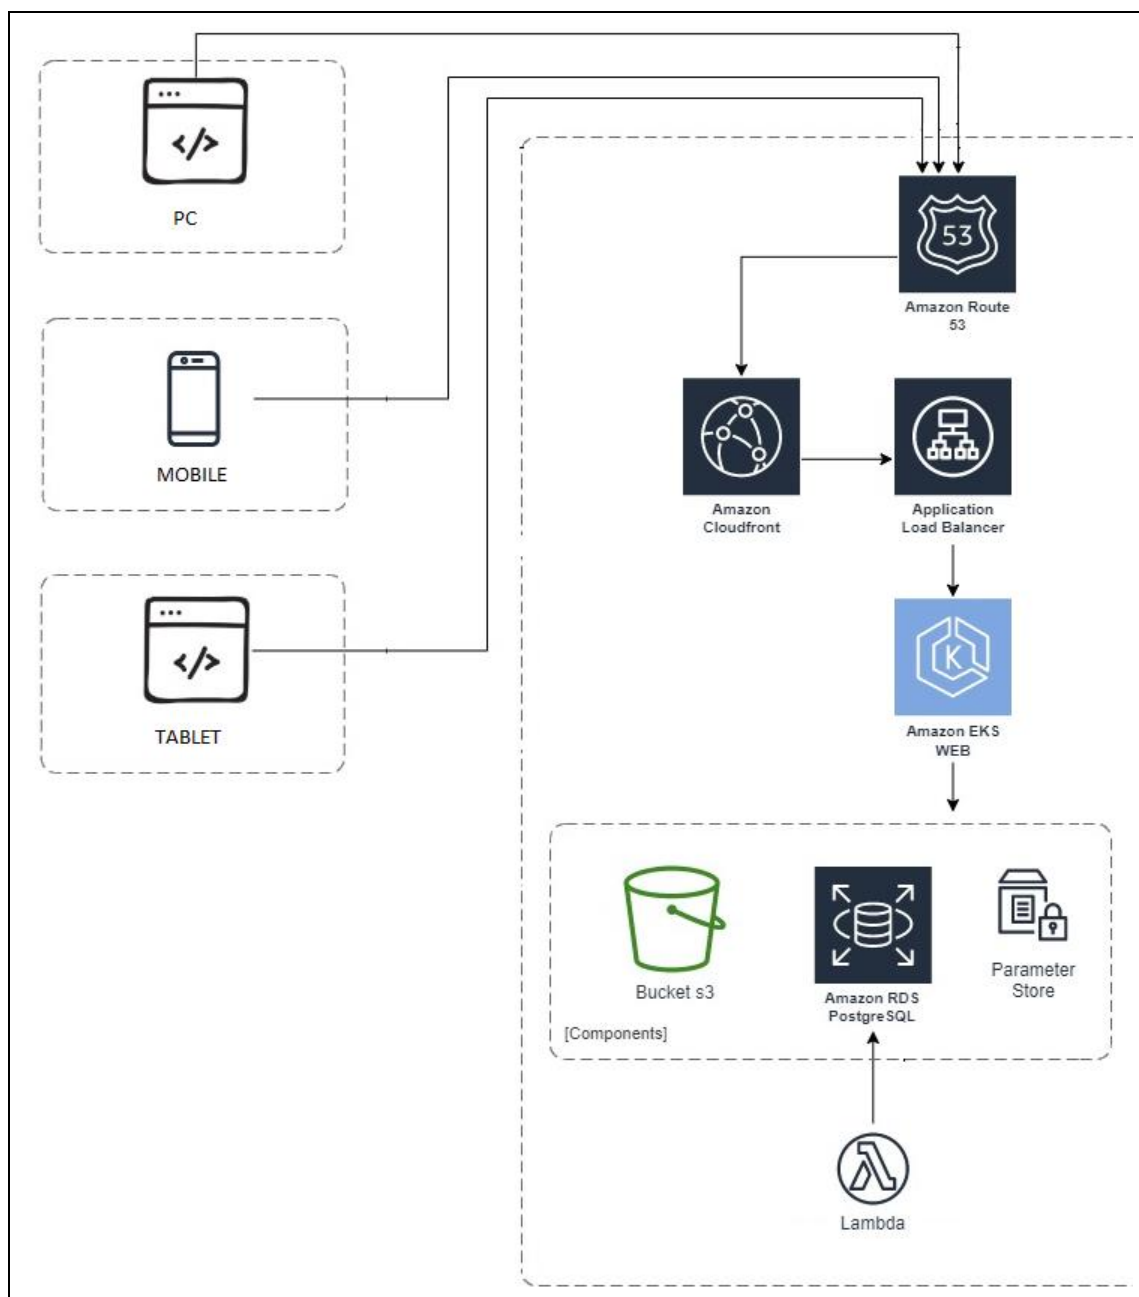 PC
53
Amazon Route
53
MOBILE
Amazon
Cloudfront
Application
Load Balancer
</>
K
TABLET
</>
Amazon EKS
WEB
Bucket s3
Amazon RDS
PostgreSQL
Parameter
Store
[Components]
Lambda